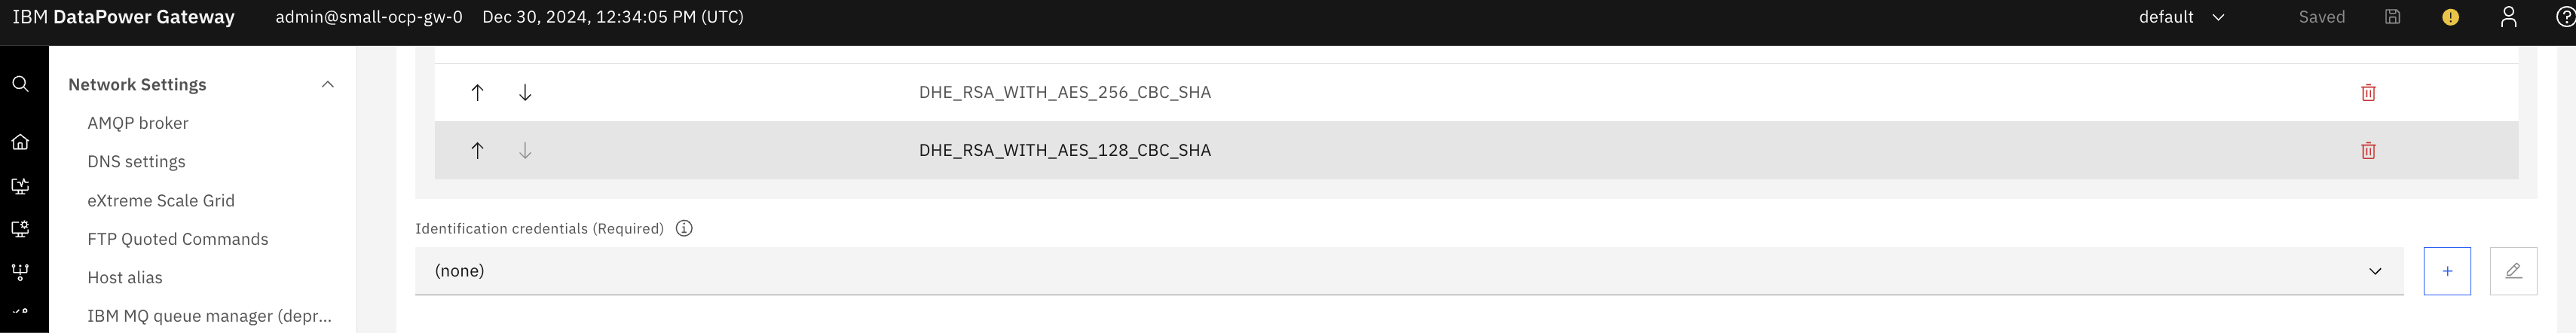 IBM DataPower Gateway admin@small-ocp-gw-0 Dec 30, 2024, 12:34:05 PM (UTC) default Saved
Network Settings
AMQP broker
DNS settings
eXtreme Scale Grid
FTP Quoted Commands
Host alias
IBM MQ queue manager (depr...
DHE_RSA_WITH_AES_256_CBC_SHA
DHE_RSA_WITH_AES_128_CBC_SHA
Identification credentials (Required)
(none)